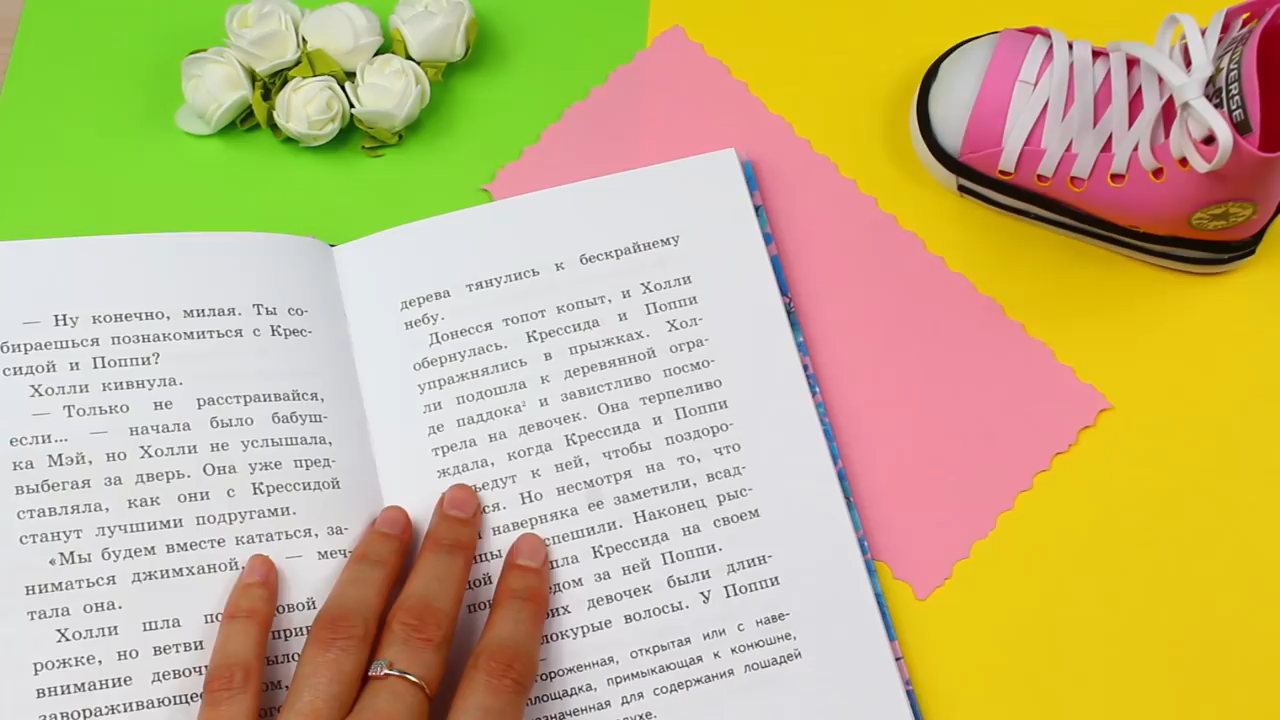 — Ну конечно, милая. Ты со-
бираешься познакомиться с Крес-
сидой и Поппи?
Холли кивнула.
— Только не расстраивайся,
если... — начала было бабуш-
ка Мэй, но Холли не услышала,
выбегая за дверь. Она уже пред-
ставляла, как они с Крессидой
станут лучшими подругами.
«Мы будем вместе кататься, за-
ниматься джимханой, — меч-
тала она.
Холли шла по
рожке, но ветви
внимание
дерева тянулись к бескрайнему
небу.
Донесся топот копыт, и Холли
обернулась. Крессида и Поппи
упражнялись в прыжках. Хол-
ли подошла к деревянной огра-
де паддока² и завистливо посмо-
трела на девочек. Она терпеливо
ждала, когда Крессида и Поппи
к ней, чтобы поздоро-
Но несмотря на то, что
наверняка ее заметили, всад-
Наконец рыс-
Крессида на своем
за ней Поппи.
девочек были длин-
волосы. У Поппи
открытая или с наве-
площадка, примыкающая к конюшне,
для содержания лошадей
CONVERSE